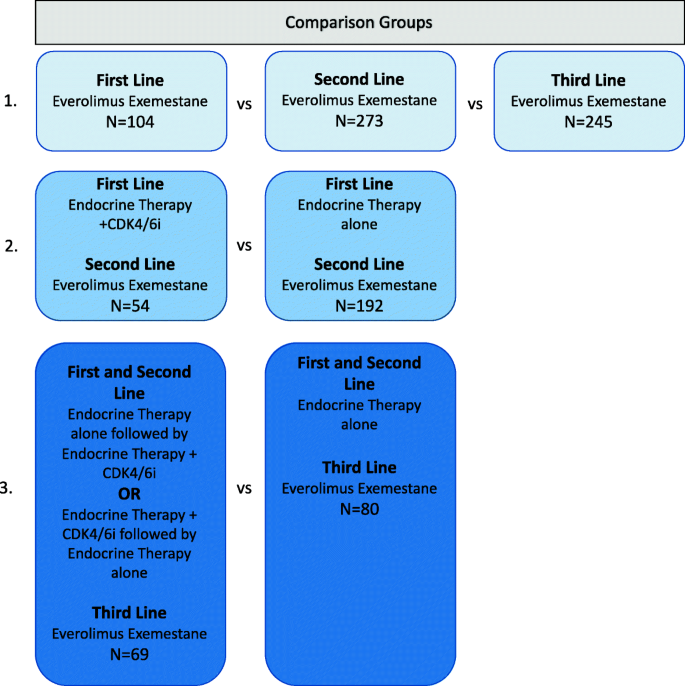 Comparison Groups
1.
First Line
Everolimus Exemestane
N=104
vs
Second Line
Everolimus Exemestane
N=273
vs
Third Line
Everolimus Exemestane
N=245
2.
First Line
Endocrine Therapy
+CDK4/6i
Second Line
Everolimus Exemestane
N=54
vs
First Line
Endocrine Therapy
alone
Second Line
Everolimus Exemestane
N=192
3.
First and Second
Line
Endocrine Therapy
alone followed by
Endocrine Therapy +
CDK4/6i
OR
Endocrine Therapy +
CDK4/6i followed by
Endocrine Therapy
alone
Third Line
Everolimus Exemestane
N=69
vs
First and Second
Line
Endocrine Therapy
alone
Third Line
Everolimus Exemestane
N=80